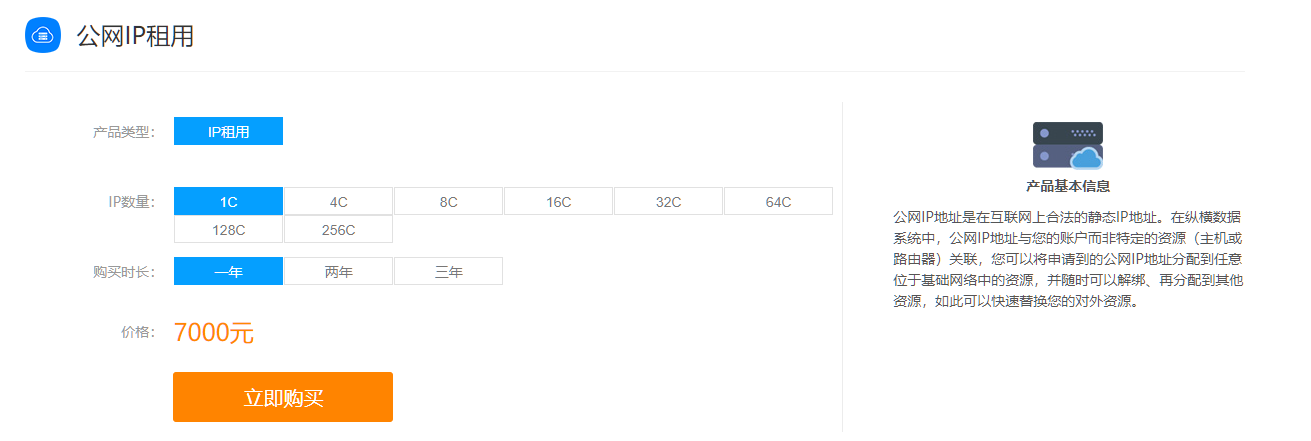 公网IP租用
产品类型：
IP租用
IP数量：
1C
4C
8C
16C
32C
64C
128C
256C
购买时长：
一年
两年
三年
价格：
7000元
立即购买
产品基本信息
公网IP地址是在互联网上合法的静态IP地址。在纵横数据
系统中，公网IP地址与您的账户而非特定的资源（主机或
路由器）关联，您可以将申请到的公网IP地址分配到任意
位于基础网络中的资源，并随时可以解绑、再分配到其他
资源，如此可以快速替换您的对外资源。